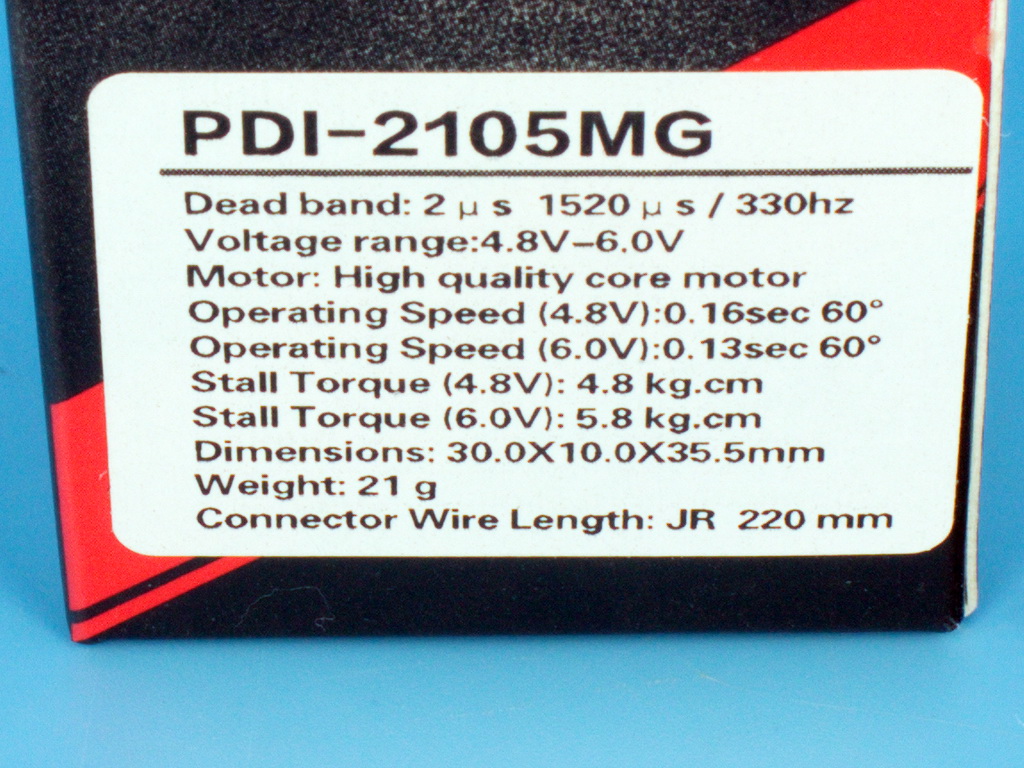 PDI-2105MG
Dead band: 2 μ s 1520 μ s / 330hz
Voltage range:4.8V-6.0V
Motor: High quality core motor
Operating Speed (4.8V):0.16sec 60°
Operating Speed (6.0V):0.13sec 60°
Stall Torque (4.8V): 4.8 kg.cm
Stall Torque (6.0V): 5.8 kg.cm
Dimensions: 30.0X10.0X35.5mm
Weight: 21 g
Connector Wire Length: JR 220 mm